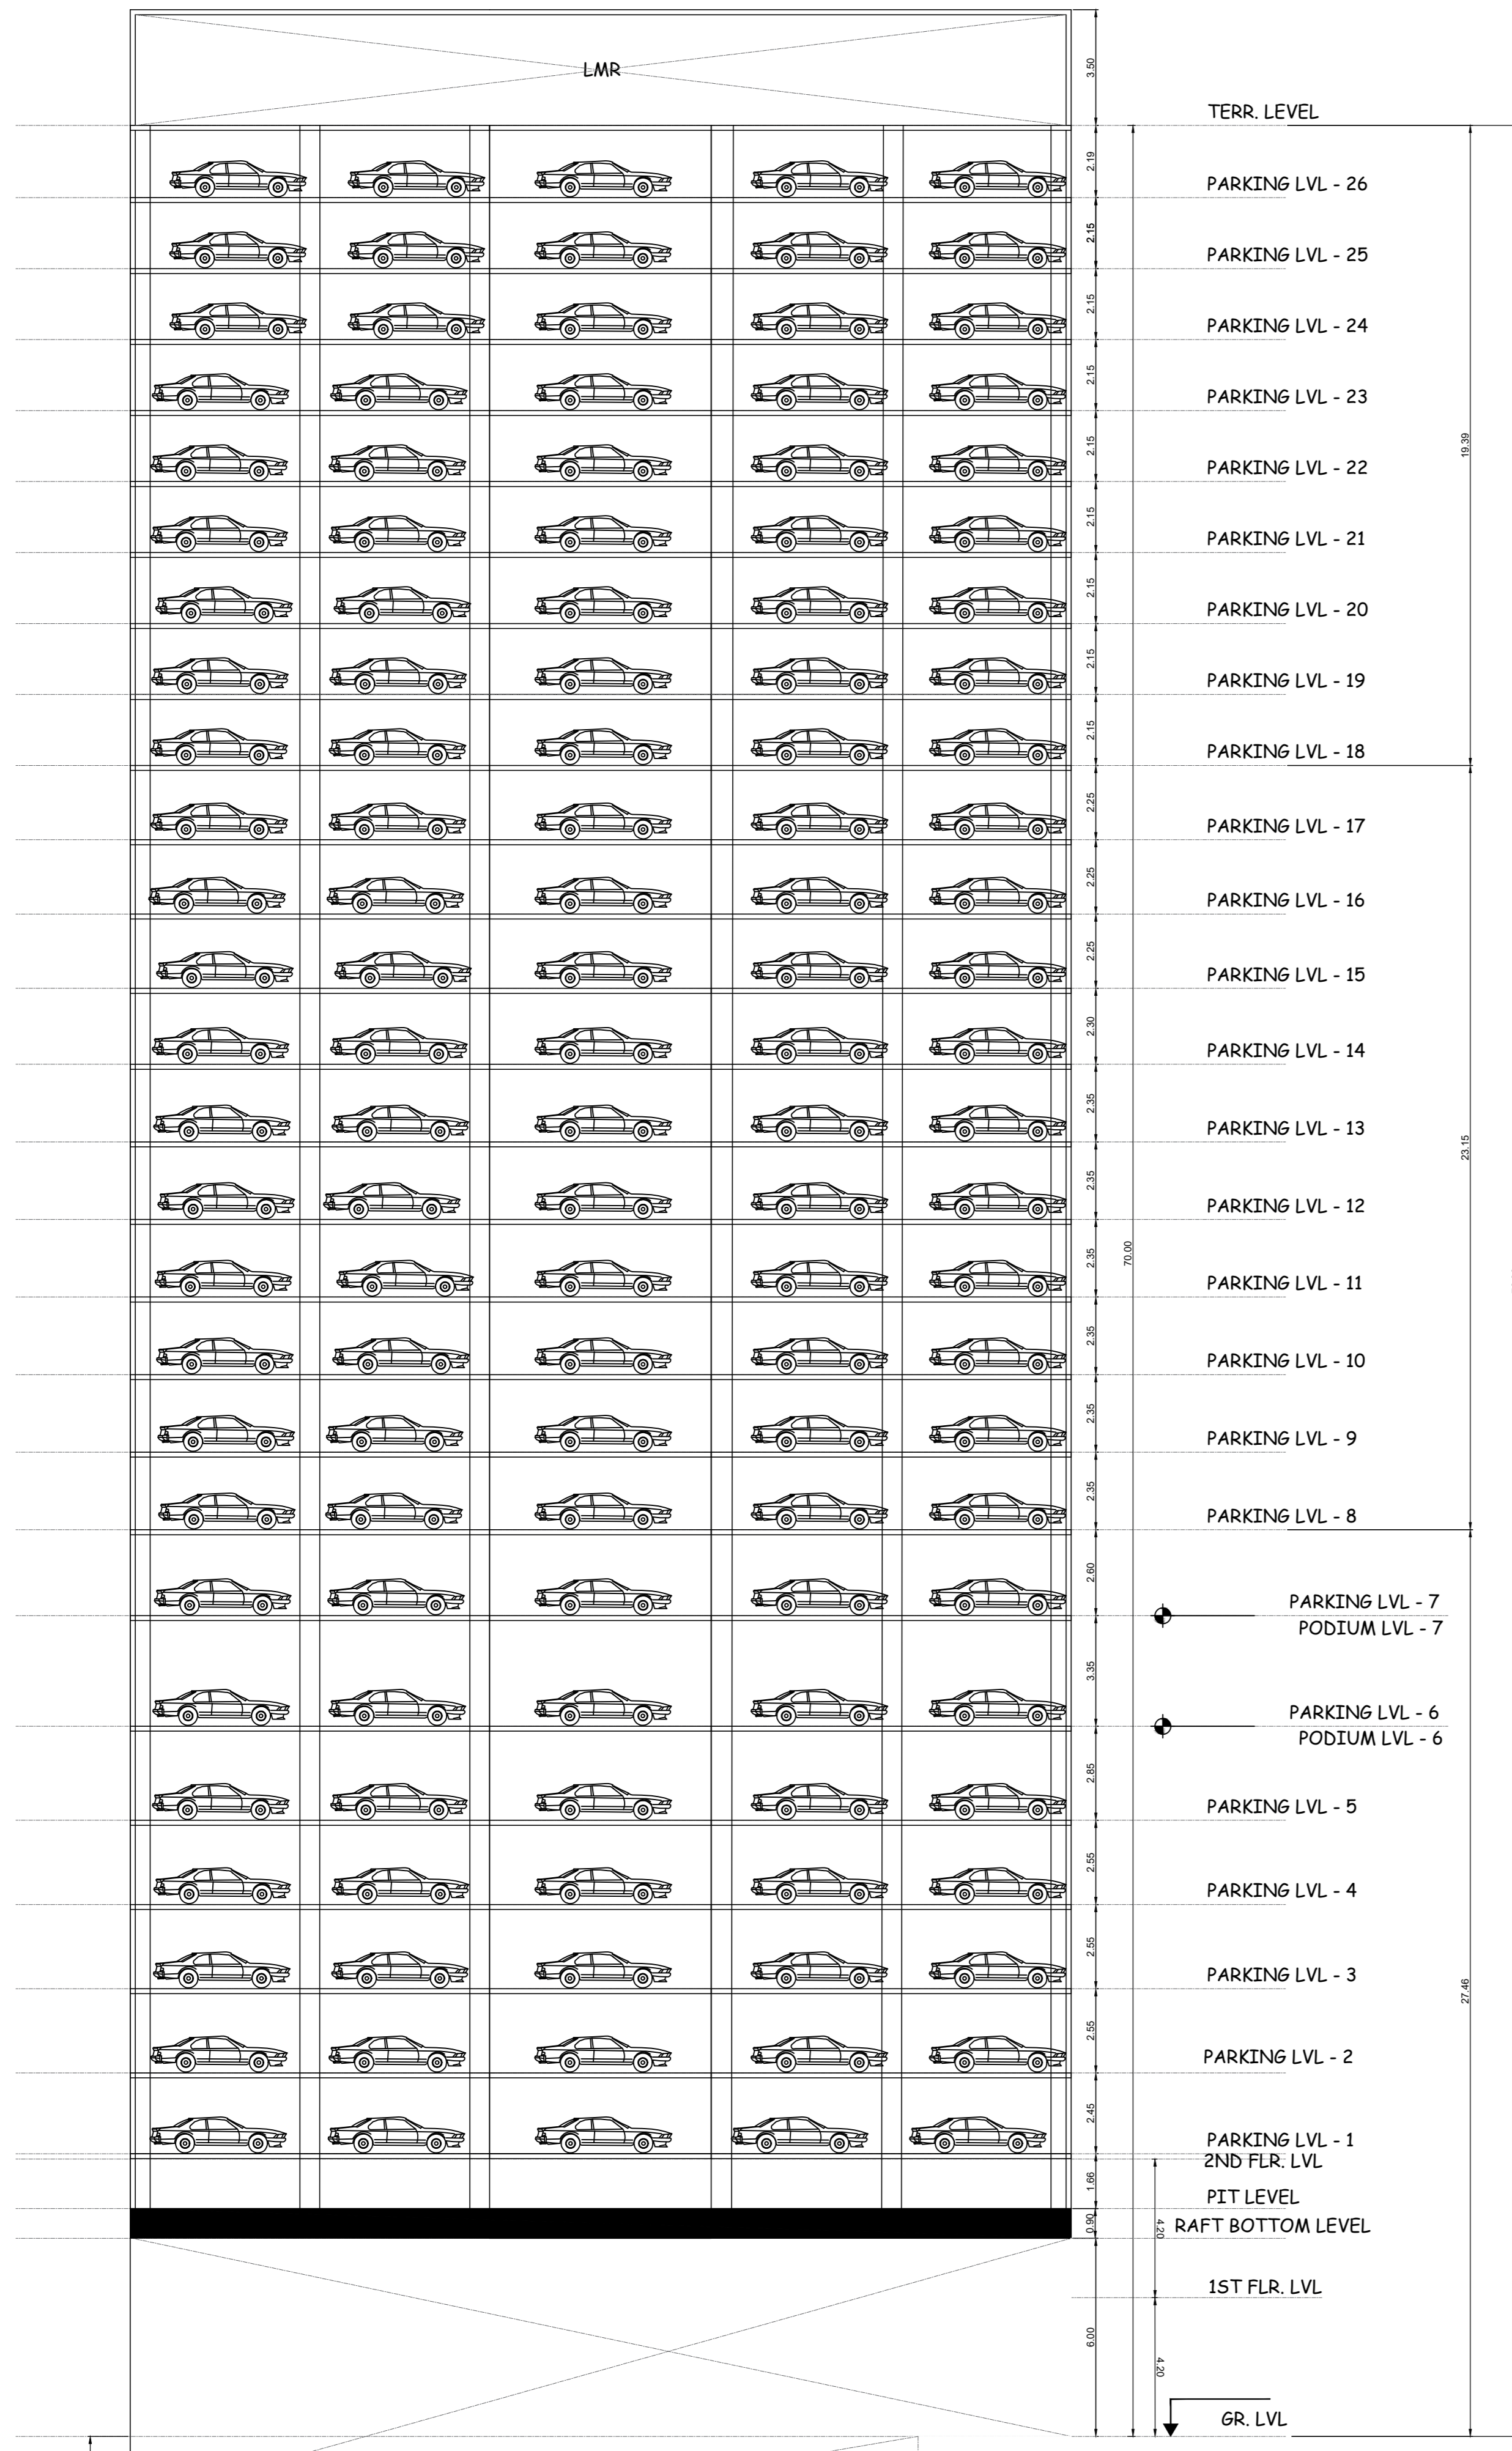 LMR
3.50
TERR. LEVEL
2.19
PARKING LVL - 26
2.15
PARKING LVL - 25
2.15
PARKING LVL - 24
2.15
PARKING LVL - 23
19.39
2.15
PARKING LVL - 22
2.15
PARKING LVL - 21
2.15
PARKING LVL - 20
2.15
PARKING LVL - 19
2.15
PARKING LVL - 18
2.25
PARKING LVL - 17
2.25
PARKING LVL - 16
2.25
PARKING LVL - 15
2.30
PARKING LVL - 14
2.35
PARKING LVL - 13
23.15
2.35
PARKING LVL - 12
2.35
70.00
PARKING LVL - 11
2.35
PARKING LVL - 10
2.35
PARKING LVL - 9
2.35
PARKING LVL - 8
2.60
PARKING LVL - 7
PODIUM LVL - 7
3.35
PARKING LVL - 6
PODIUM LVL - 6
2.85
PARKING LVL - 5
2.55
PARKING LVL - 4
2.55
PARKING LVL - 3
27.46
2.55
PARKING LVL - 2
2.45
PARKING LVL - 1
2ND FLR. LVL
1.66
PIT LEVEL
0.90
4.20
RAFT BOTTOM LEVEL
1ST FLR. LVL
6.00
4.20
GR. LVL